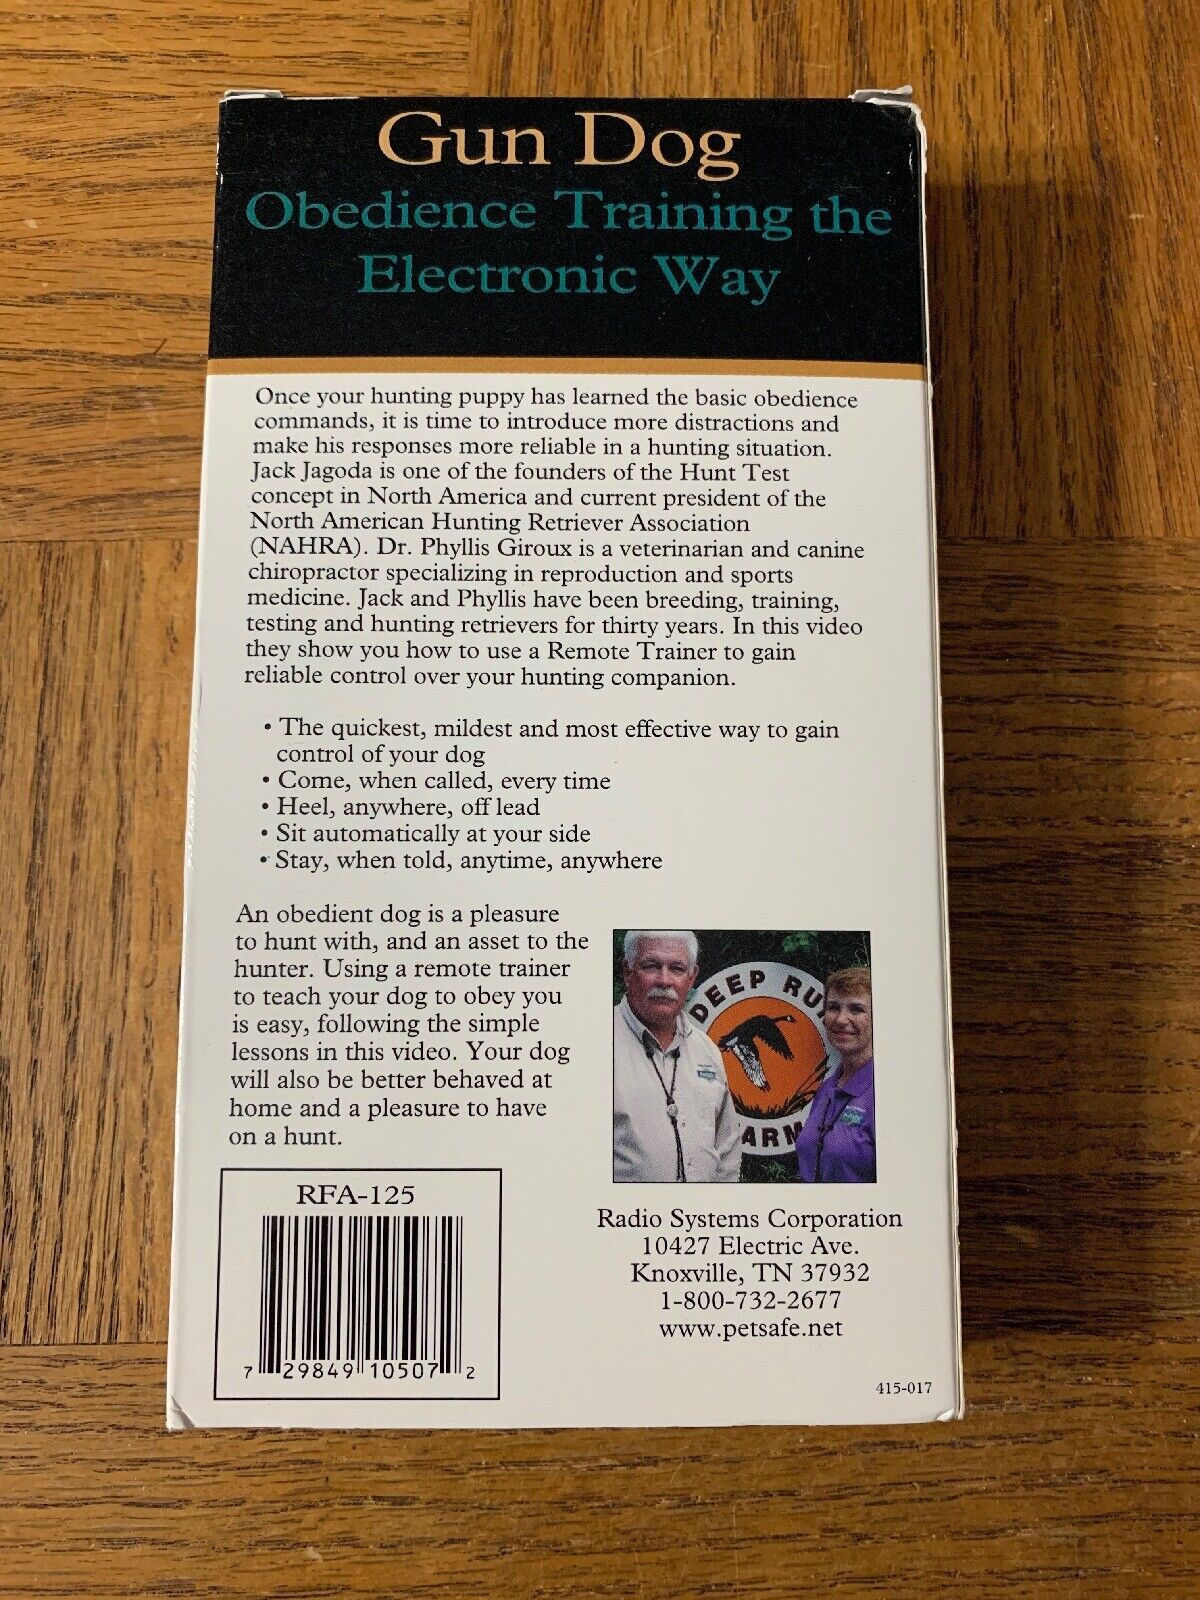 Gun Dog
Obedience Training the
Electronic Way
Once your hunting puppy has learned the basic obedience
commands, it is time to introduce more distractions and
make his responses more reliable in a hunting situation.
Jack Jagoda is one of the founders of the Hunt Test
concept in North America and current president of the
North American Hunting Retriever Association
(NAHRA). Dr. Phyllis Giroux is a veterinarian and canine
chiropractor specializing in reproduction and sports
medicine. Jack and Phyllis have been breeding, training,
testing and hunting retrievers for thirty years. In this video
they show you how to use a Remote Trainer to gain
reliable control over your hunting companion.
• The quickest, mildest and most effective way to gain
control of your dog
• Come, when called, every time
• Heel, anywhere, off lead
• Sit automatically at your side
• Stay, when told, anytime, anywhere
An obedient dog is a pleasure
to hunt with, and an asset to the
hunter. Using a remote trainer
to teach your dog to obey you
is easy, following the simple
lessons in this video. Your dog
will also be better behaved at
home and a pleasure to have
on a hunt.
DEEP RU
ARM
RFA-125
7 29849 10507 2
Radio Systems Corporation
10427 Electric Ave.
Knoxville, TN 37932
1-800-732-2677
www.petsafe.net
415-017